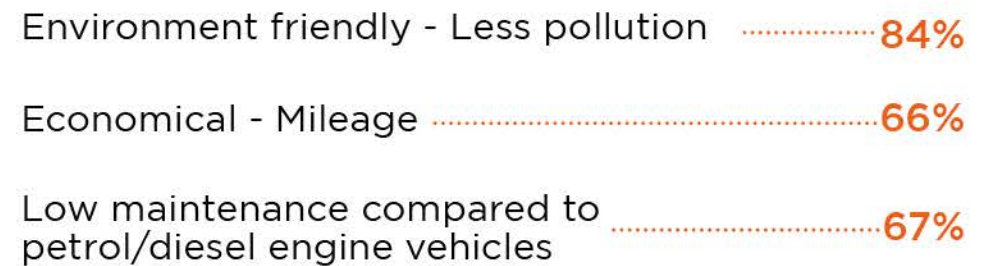 Environment friendly - Less pollution 84%
Economical - Mileage 66%
Low maintenance compared to
petrol/diesel engine vehicles 67%